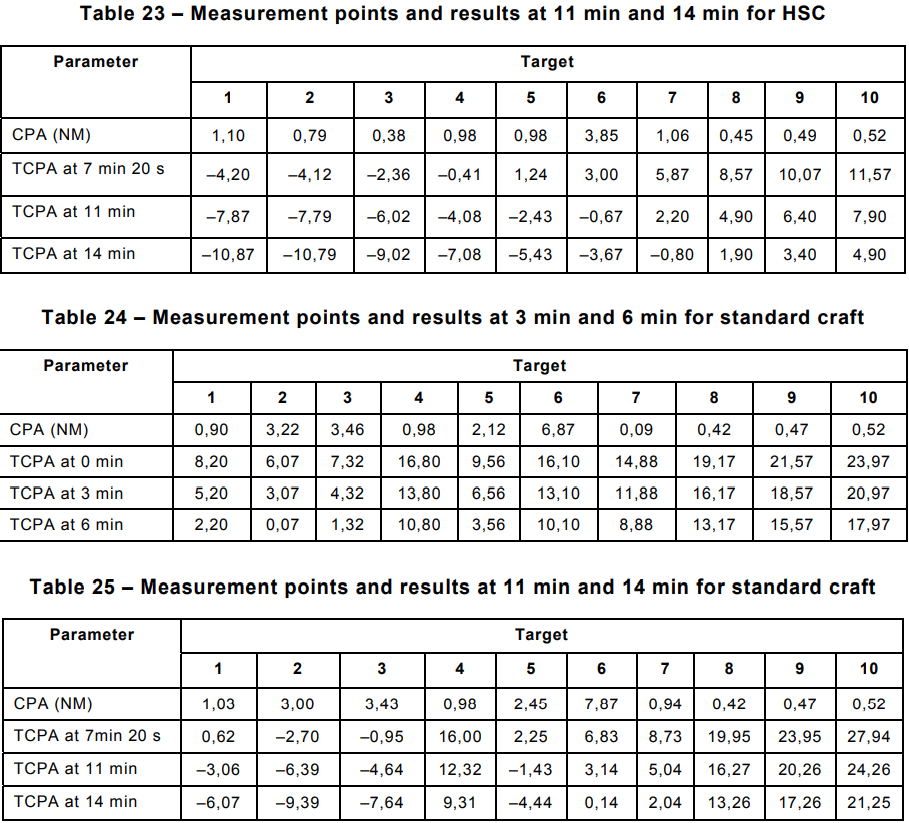 Table 23 – Measurement points and results at 11 min and 14 min for HSC
Parameter Target
1 2 3 4 5 6 7 8 9 10
CPA (NM) 1,10 0,79 0,38 0,98 0,98 3,85 1,06 0,45 0,49 0,52
TCPA at 7 min 20 s –4,20 –4,12 –2,36 –0,41 1,24 3,00 5,87 8,57 10,07 11,57
TCPA at 11 min –7,87 –7,79 –6,02 –4,08 –2,43 –0,67 2,20 4,90 6,40 7,90
TCPA at 14 min –10,87 –10,79 –9,02 –7,08 –5,43 –3,67 –0,80 1,90 3,40 4,90
Table 24 – Measurement points and results at 3 min and 6 min for standard craft
Parameter Target
1 2 3 4 5 6 7 8 9 10
CPA (NM) 0,90 3,22 3,46 0,98 2,12 6,87 0,09 0,42 0,47 0,52
TCPA at 0 min 8,20 6,07 7,32 16,80 9,56 16,10 14,88 19,17 21,57 23,97
TCPA at 3 min 5,20 3,07 4,32 13,80 6,56 13,10 11,88 16,17 18,57 20,97
TCPA at 6 min 2,20 0,07 1,32 10,80 3,56 10,10 8,88 13,17 15,57 17,97
Table 25 – Measurement points and results at 11 min and 14 min for standard craft
Parameter Target
1 2 3 4 5 6 7 8 9 10
CPA (NM) 1,03 3,00 3,43 0,98 2,45 7,87 0,94 0,42 0,47 0,52
TCPA at 7min 20 s 0,62 –2,70 –0,95 16,00 2,25 6,83 8,73 19,95 23,95 27,94
TCPA at 11 min –3,06 –6,39 –4,64 12,32 –1,43 3,14 5,04 16,27 20,26 24,26
TCPA at 14 min –6,07 –9,39 –7,64 9,31 –4,44 0,14 2,04 13,26 17,26 21,25